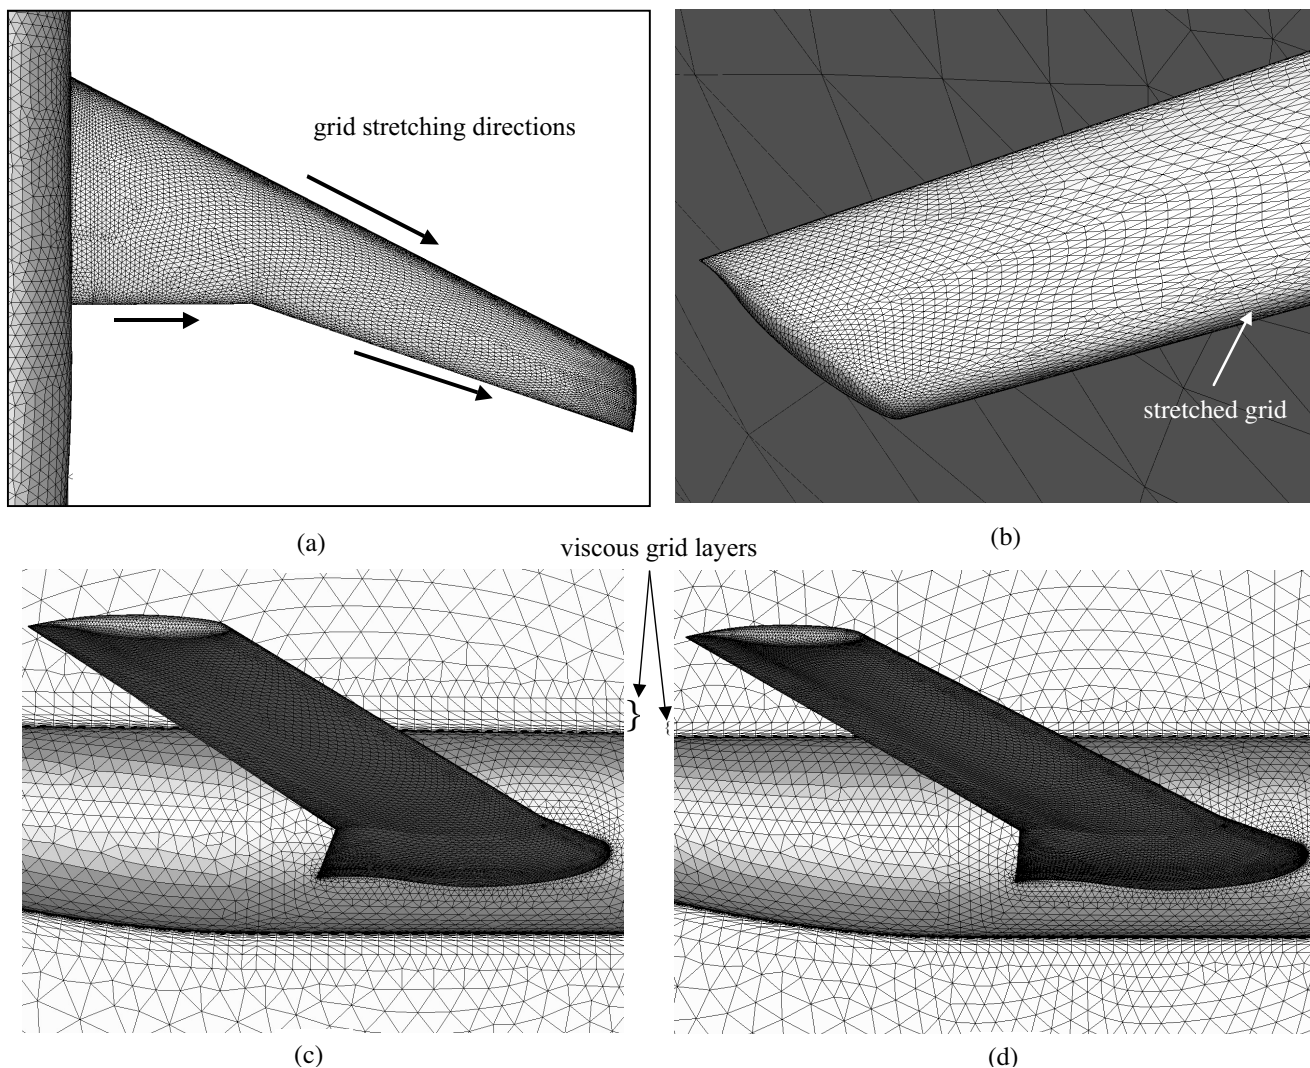 grid stretching directions
stretched grid
(a)
(b)
viscous grid layers
}
{
(c)
(d)